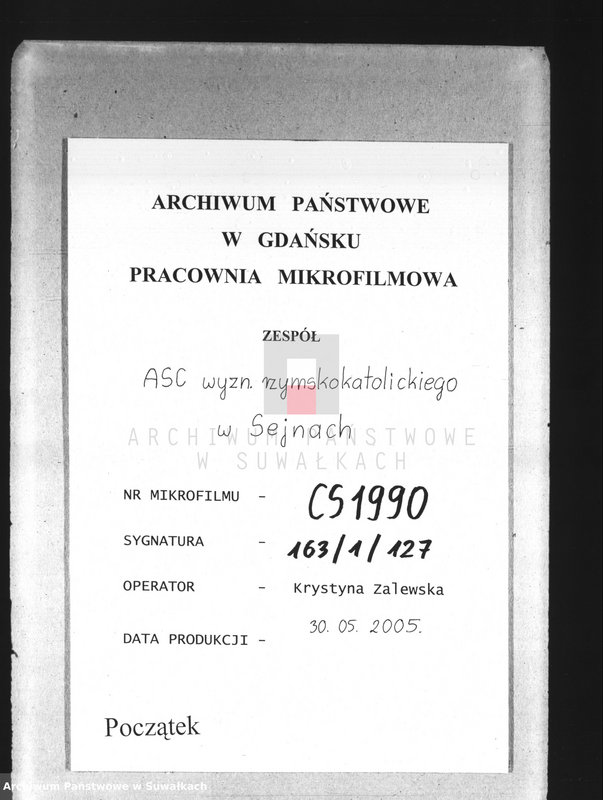 ARCHIWUM PAŃSTWOWE
W GDAŃSKU
PRACOWNIA MIKROFILMOWA
ZESPÓŁ
ASC wyzn. rzymskokatolickiego
w Sejnach
ARCHIWUM PAŃSTWOWE
W SUWAŁKACH
NR MIKROFILMU - CS1990
SYGNATURA - 163/1/127
OPERATOR - Krystyna Zalewska
DATA PRODUKCJI - 30. 05. 2005.
Początek
Archiwum Państwowe w Suwałkach